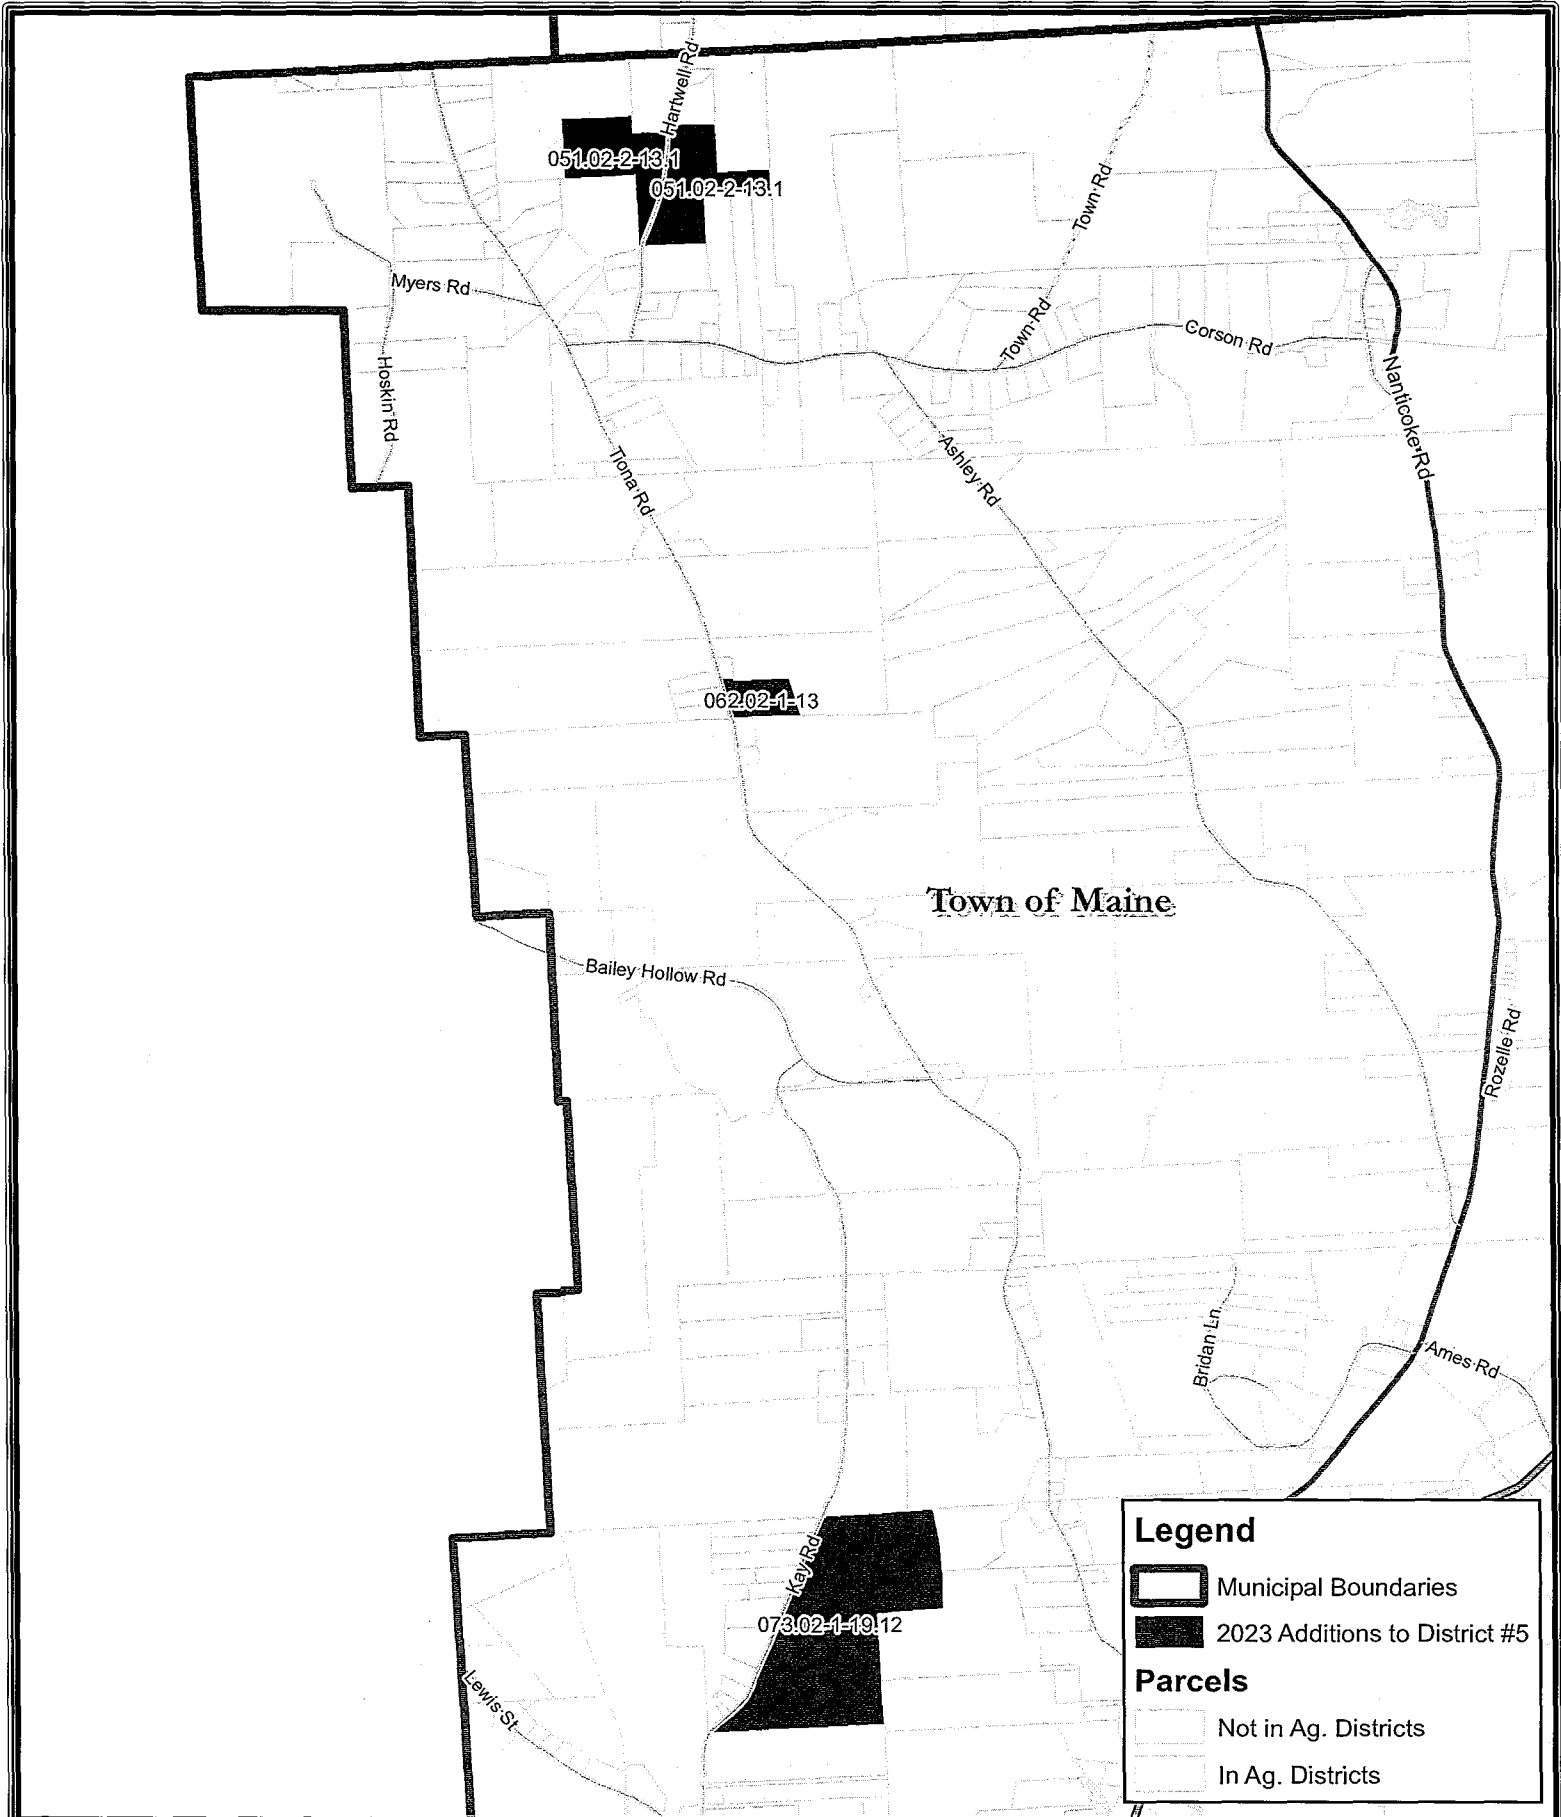 Hartwell Rd
051.02-2-13.1
051.02-2-13.1
Town Rd
Myers Rd
Town Rd
Corson Rd
Hoskin Rd
Nanticoke Rd
Tiona Rd
Ashley Rd
062.02-1-13
Town of Maine
Bailey Hollow Rd
Rozelle Rd
Bridan Ln
Ames Rd
Kay Rd
073.02-1-19.12
Lewis St
Legend
Municipal Boundaries
2023 Additions to District #5
Parcels
Not in Ag. Districts
In Ag. Districts